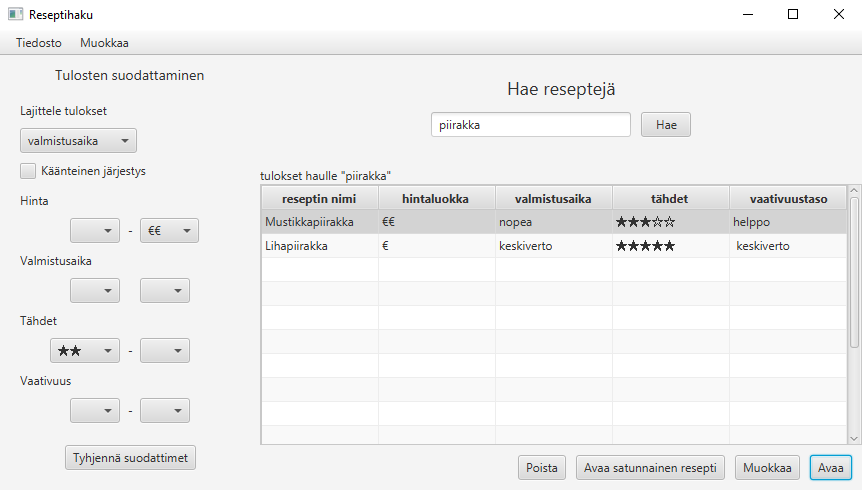 Reseptihaku
Tiedosto Muokkaa
Tulosten suodattaminen
Lajittele tulokset
valmistusaika
Käänteinen järjestys
Hinta
- €€
Valmistusaika
Tähdet
★★ -
Vaativuus
-
Tyhjennä suodattimet
Hae reseptejä
piirakka Hae
tulokset haulle "piirakka"
reseptin nimi hintaluokka valmistusaika tähdet vaativuustaso
Mustikkapiirakka €€ nopea ★★★☆☆ helppo
Lihapiirakka € keskiverto ★★★★★ keskiverto
Poista Avaa satunnainen resepti Muokkaa Avaa